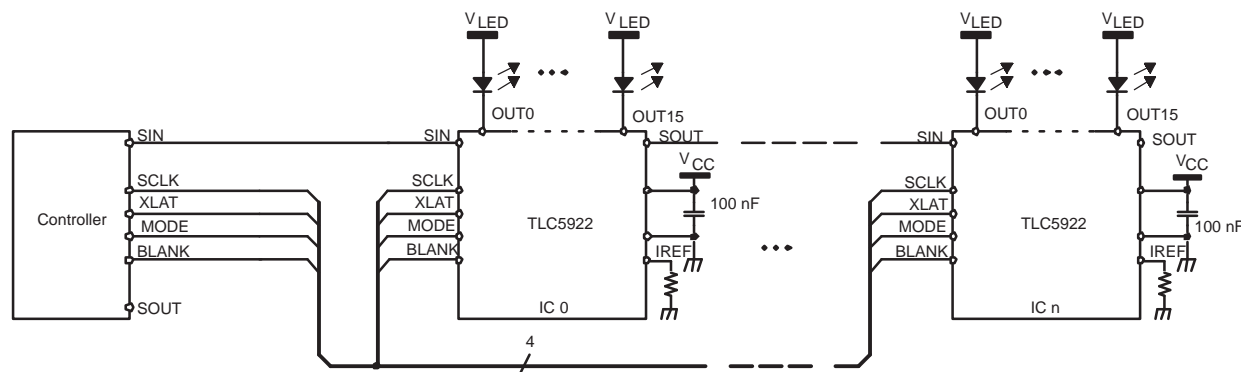 VLED
VLED
VLED
VLED
OUT0
OUT15
OUT0
OUT15
SIN
SIN
SOUT
SIN
SOUT
VCC
VCC
SCLK
SCLK
SCLK
100 nF
100 nF
XLAT
XLAT
XLAT
Controller
TLC5922
TLC5922
MODE
MODE
MODE
BLANK
BLANK
IREF
BLANK
IREF
SOUT
IC 0
IC n
4